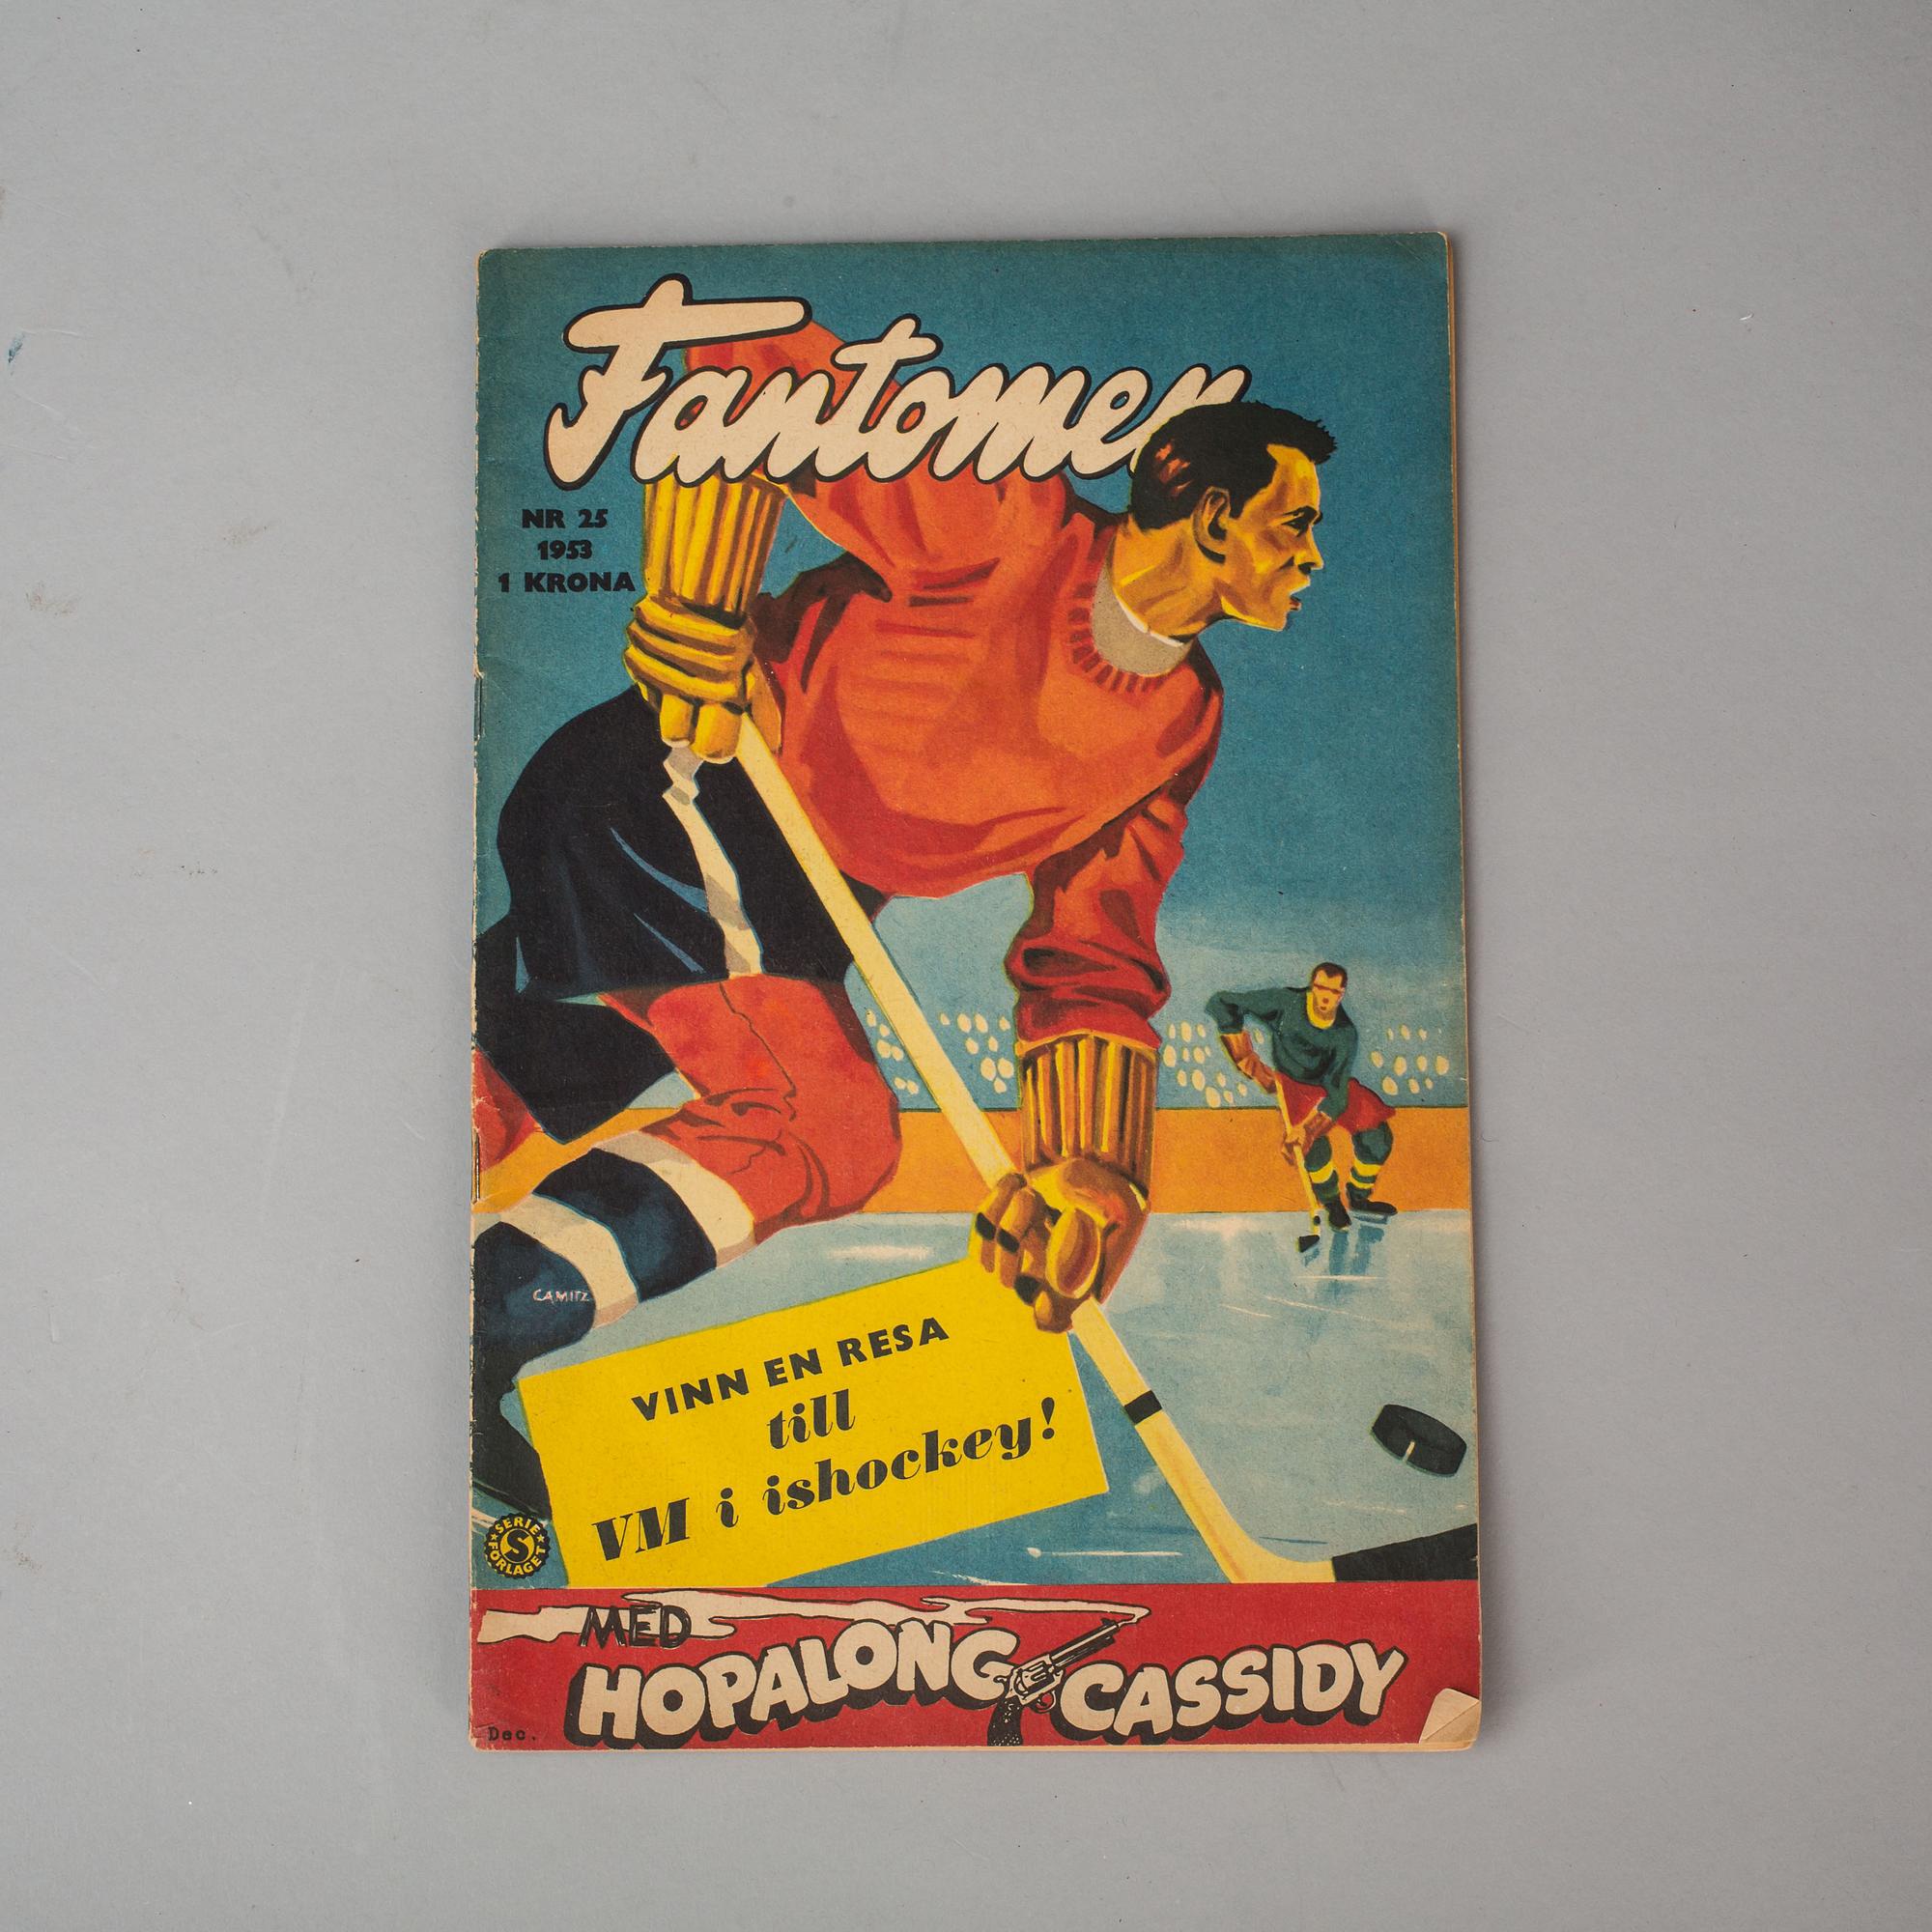 Fantomen
NR 25
1953
1 KRONA
CAMITZ
VINN EN RESA
till
VM i ishockey!
SERIE
S
FÖRLAGET
MED
HOPALONG CASSIDY
Dec.